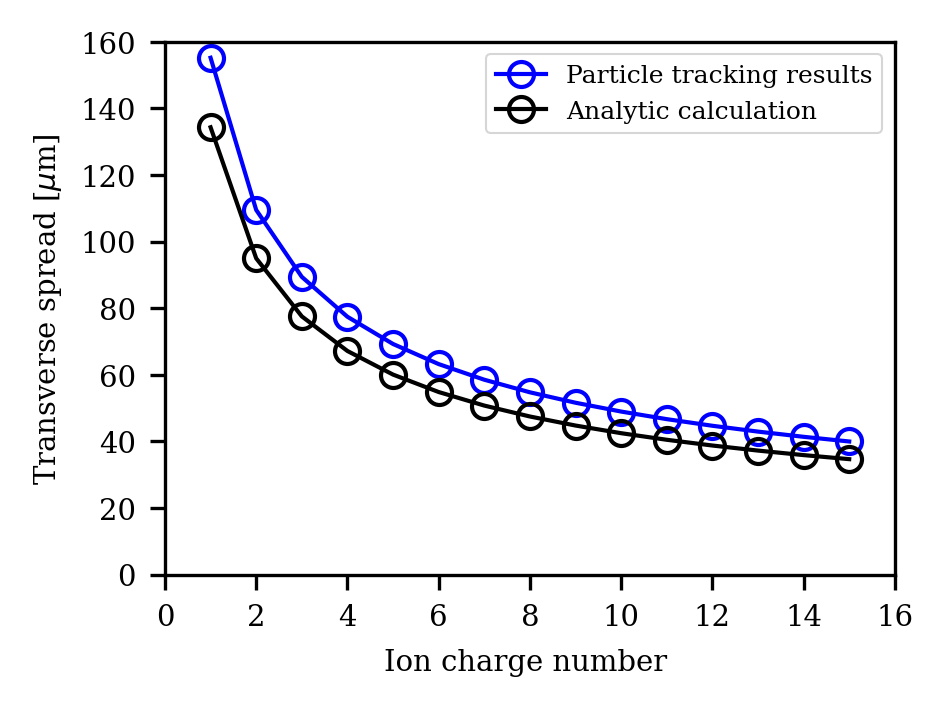 160
140
120
100
80
60
40
20
0
Transverse spread [μm]
Particle tracking results
Analytic calculation
0 2 4 6 8 10 12 14 16
Ion charge number